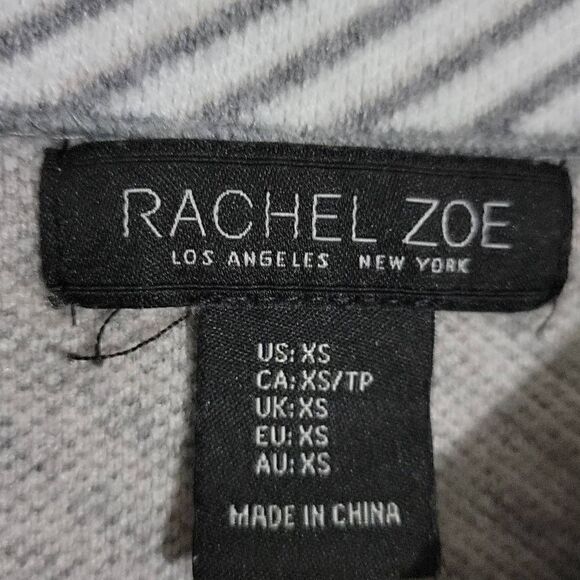 RACHEL ZOE
LOS ANGELES NEW YORK
US: XS
CA: XS/TP
UK: XS
EU: XS
AU: XS
MADE IN CHINA